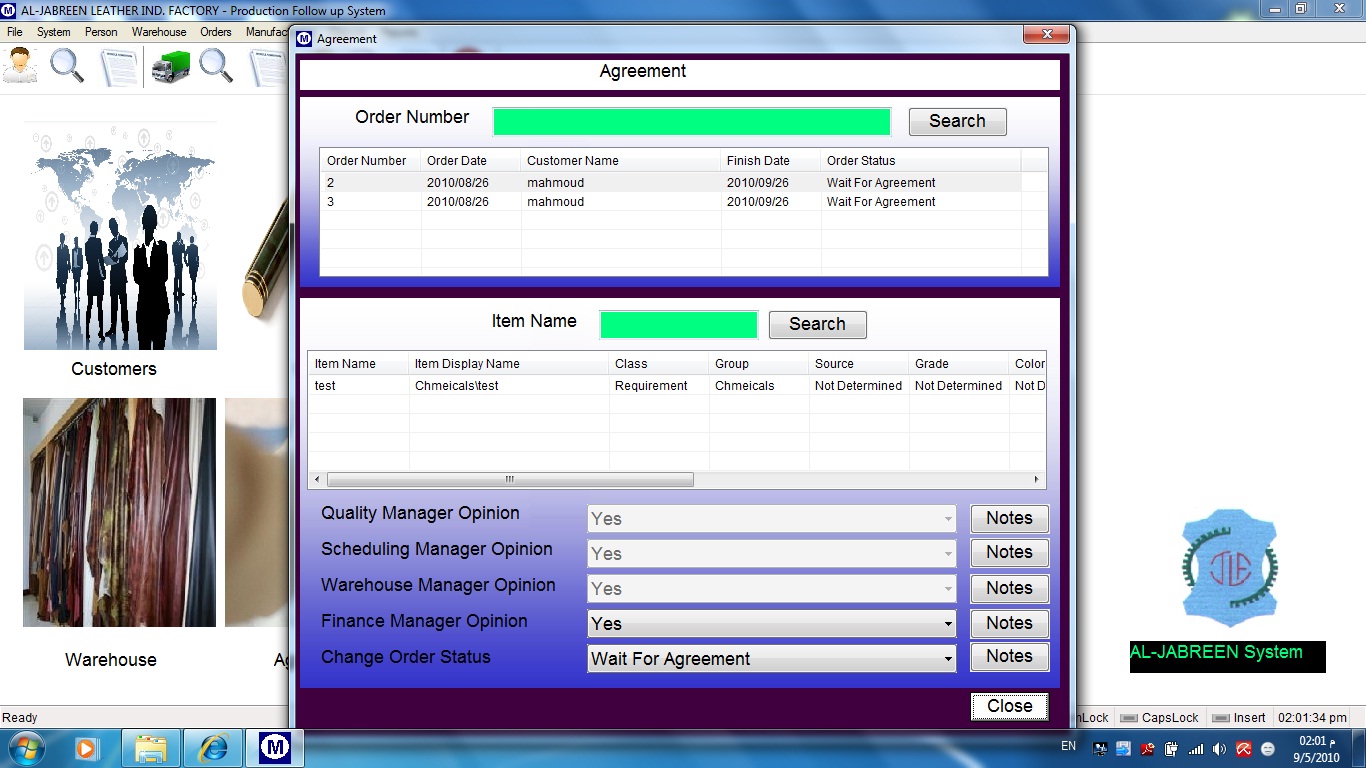 AL-JABREEN LEATHER IND. FACTORY - Production Follow up System
File System Person Warehouse Orders Manufac
Agreement
Agreement
Order Number Search
Order Number Order Date Customer Name Finish Date Order Status
2 2010/08/26 mahmoud 2010/09/26 Wait For Agreement
3 2010/08/26 mahmoud 2010/09/26 Wait For Agreement
Customers
Item Name Search
Item Name Item Display Name Class Group Source Grade Color
test Chmeicals\test Requirement Chmeicals Not Determined Not Determined Not D
Quality Manager Opinion Yes Notes
Scheduling Manager Opinion Yes Notes
Warehouse Manager Opinion Yes Notes
Finance Manager Opinion Yes Notes
Change Order Status Wait For Agreement Notes
Warehouse
Ag
JLF
AL-JABREEN System
Close
Ready
nLock CapsLock Insert 02:01:34 pm
EN
02:01 م
9/5/2010